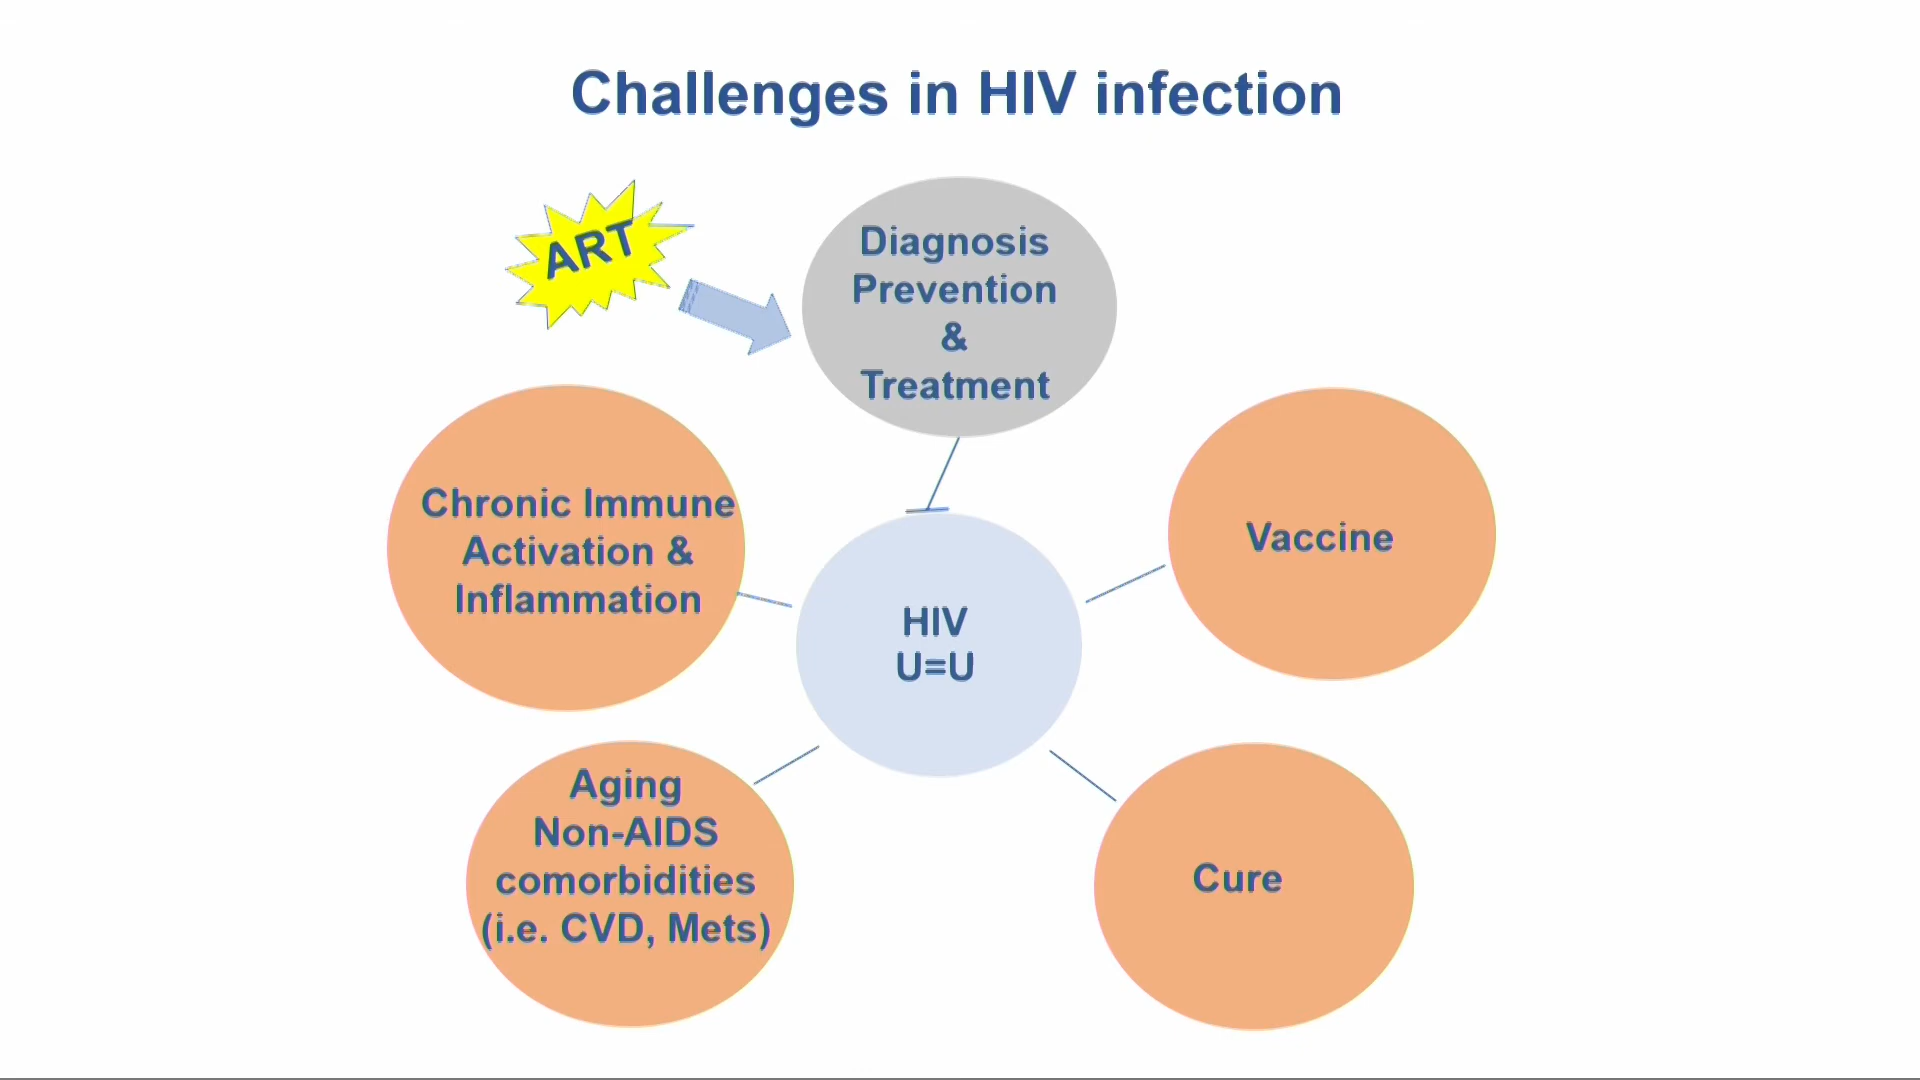 Challenges in HIV infection
ART
Diagnosis
Prevention
&
Treatment
Chronic Immune
Activation &
Inflammation
Vaccine
HIV
U=U
Aging
Non-AIDS
comorbidities
(i.e. CVD, Mets)
Cure